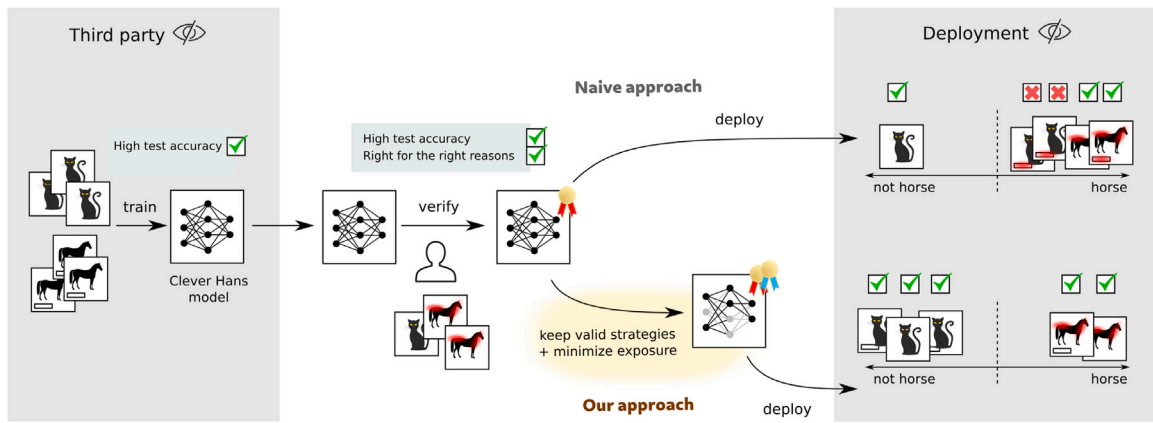 Third party
Deployment
Naive approach
High test accuracy
High test accuracy
Right for the right reasons
deploy
not horse
horse
train
verify
Clever Hans
model
keep valid strategies
+ minimize exposure
not horse
horse
Our approach
deploy